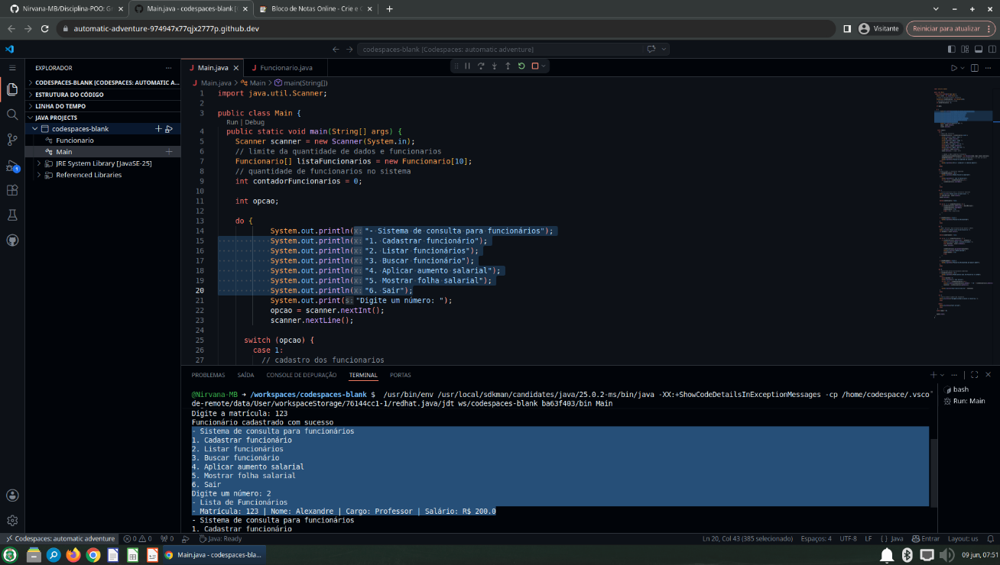 Nirvana-MB/Disciplina-POO: Gr
Main.java - codespaces-blank [
Bloco de Notas Online - Crie e C
automatic-adventure-974947x77qjx2777p.github.dev
Visitante
Reiniciar para atualizar
codespaces-blank [Codespaces: automatic adventure]
EXPLORADOR
CODESPACES-BLANK [CODESPACES: AUTOMATIC A...
ESTRUTURA DO CÓDIGO
LINHA DO TEMPO
JAVA PROJECTS
codespaces-blank
Funcionario
Main
JRE System Library [JavaSE-25]
Referenced Libraries
1
Main.java
Funcionario.java
Main.java > Main > main(String[])
1 import java.util.Scanner;
2
3 public class Main {
Run | Debug
4 public static void main(String[] args) {
5 Scanner scanner = new Scanner(System.in);
6 // limite da quantidade de dados e funcionarios
7 Funcionario[] listaFuncionarios = new Funcionario[10];
8 // quantidade de funcionarios no sistema
9 int contadorFuncionarios = 0;
10
11 int opcao;
12
13 do {
14 System.out.println(x: "- Sistema de consulta para funcionários");
15 System.out.println(x: "1. Cadastrar funcionário");
16 System.out.println(x: "2. Listar funcionários");
17 System.out.println(x: "3. Buscar funcionário");
18 System.out.println(x: "4. Aplicar aumento salarial");
19 System.out.println(x: "5. Mostrar folha salarial");
20 System.out.println(x: "6. Sair");
21 System.out.print(s: "Digite um número: ");
22 opcao = scanner.nextInt();
23 scanner.nextLine();
24
25 switch (opcao) {
26 case 1:
27 // cadastro dos funcionarios
PROBLEMAS SAÍDA CONSOLE DE DEPURAÇÃO TERMINAL PORTAS
@Nirvana-MB ➜ /workspaces/codespaces-blank $ /usr/bin/env /usr/local/sdkman/candidates/java/25.0.2-ms/bin/java -XX:+ShowCodeDetailsInExceptionMessages -cp /home/codespace/.vsco
de-remote/data/User/workspaceStorage/76144cc1-1/redhat.java/jdt_ws/codespaces-blank_ba63f403/bin Main
Digite a matrícula: 123
Funcionário cadastrado com sucesso
- Sistema de consulta para funcionários
1. Cadastrar funcionário
2. Listar funcionários
3. Buscar funcionário
4. Aplicar aumento salarial
5. Mostrar folha salarial
6. Sair
Digite um número: 2
- Lista de Funcionários
- Matrícula: 123 | Nome: Alexandre | Cargo: Professor | Salário: R$ 200.0
- Sistema de consulta para funcionários
1. Cadastrar funcionário
bash
Run: Main
Codespaces: automatic adventure
0 0
0
Java: Ready
Ln 20, Col 43 (385 selecionado)
Espaços: 4
UTF-8
LF
{ } Java
Entrar
Layout: us
Main.java - codespaces-bla...
09 jun, 07:51